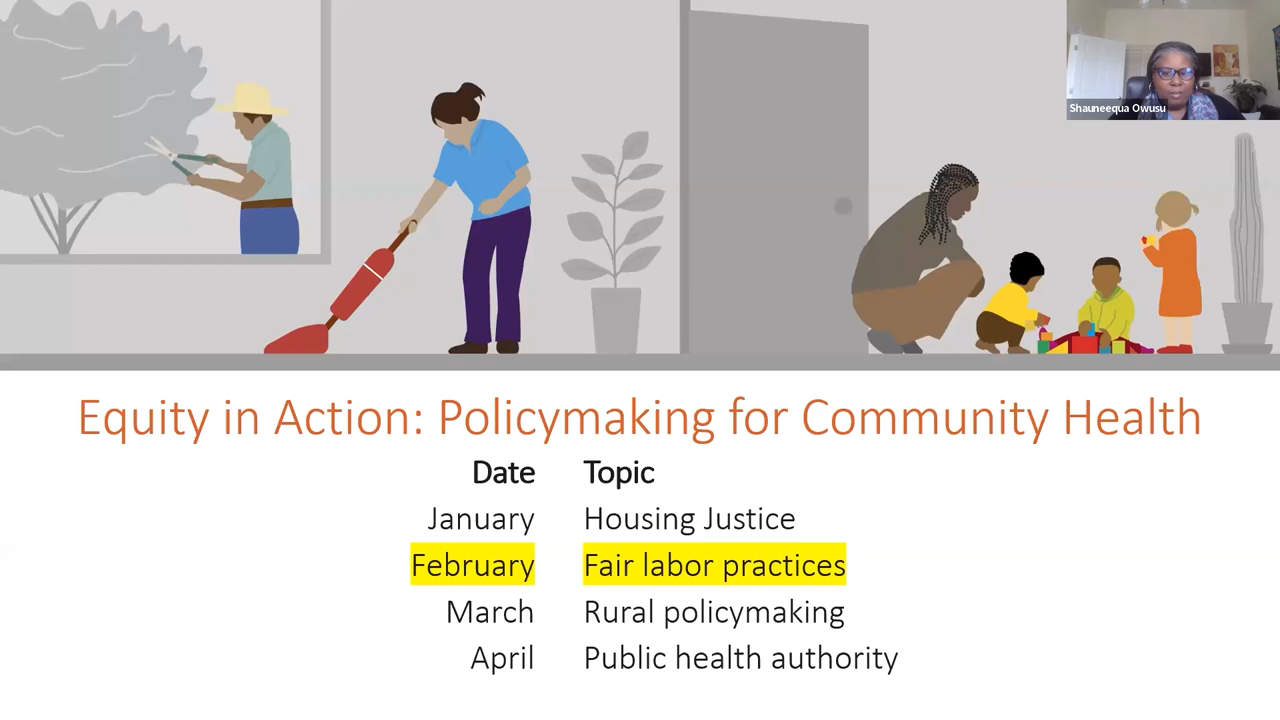 Shauneequa Owusu
Equity in Action: Policymaking for Community Health
Date Topic
January Housing Justice
February Fair labor practices
March Rural policymaking
April Public health authority